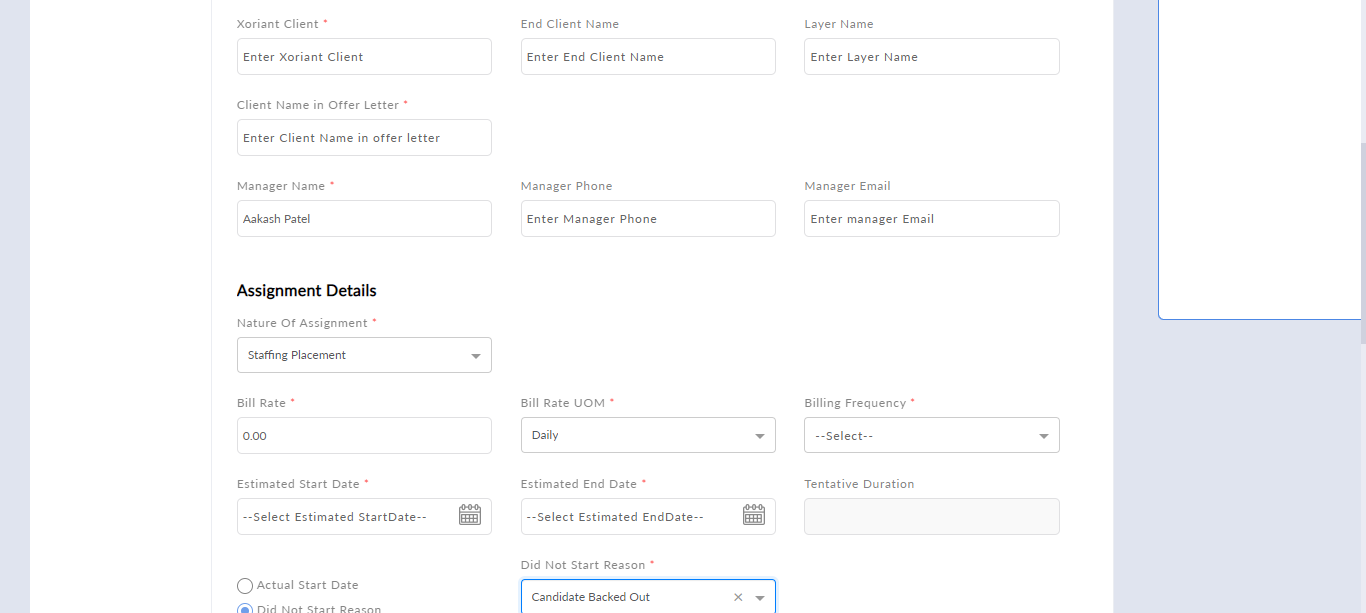 Xoriant Client * End Client Name Layer Name
Enter Xoriant Client Enter End Client Name Enter Layer Name
Client Name in Offer Letter *
Enter Client Name in offer letter
Manager Name * Manager Phone Manager Email
Aakash Patel Enter Manager Phone Enter manager Email
Assignment Details
Nature Of Assignment *
Staffing Placement
Bill Rate * Bill Rate UOM * Billing Frequency *
0.00 Daily --Select--
Estimated Start Date * Estimated End Date * Tentative Duration
--Select Estimated StartDate-- --Select Estimated EndDate--
Did Not Start Reason *
Actual Start Date
Candidate Backed Out
Did Not Start Reason